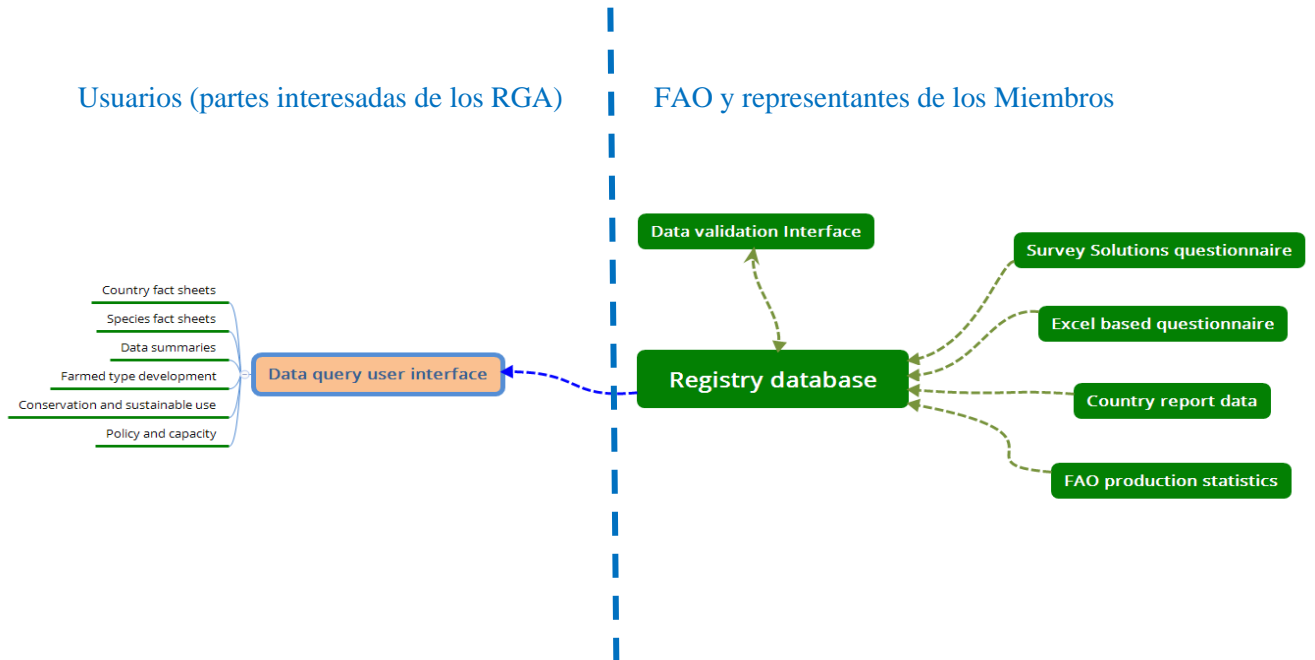 Usuarios (partes interesadas de los RGA)
FAO y representantes de los Miembros
Country fact sheets
Species fact sheets
Data summaries
Farmed type development
Conservation and sustainable use
Policy and capacity
Data query user interface
Data validation Interface
Registry database
Survey Solutions questionnaire
Excel based questionnaire
Country report data
FAO production statistics